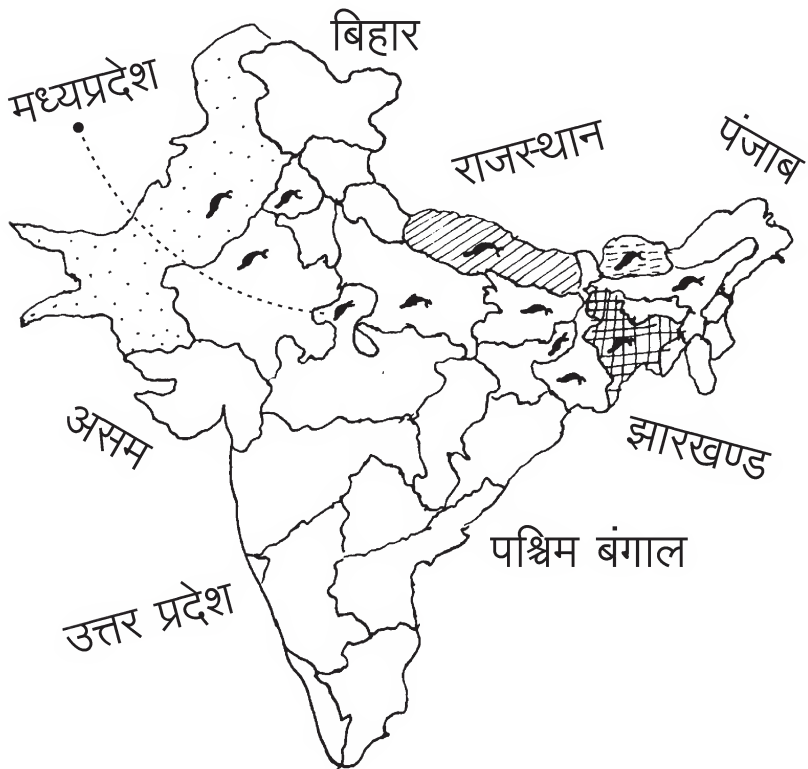 बिहार
मध्यप्रदेश
राजस्थान
पंजाब
असम
झारखण्ड
पश्चिम बंगाल
उत्तर प्रदेश